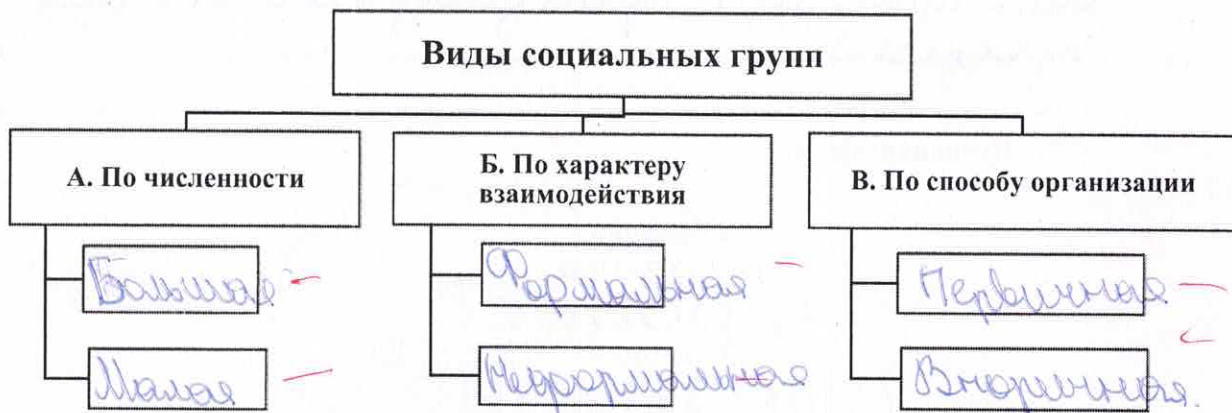 Виды социальных групп
А. По численности
Б. По характеру
взаимодействия
В. По способу организации
Большая
Формальная
Первичная
Малая
Неформальная
Вторичная.